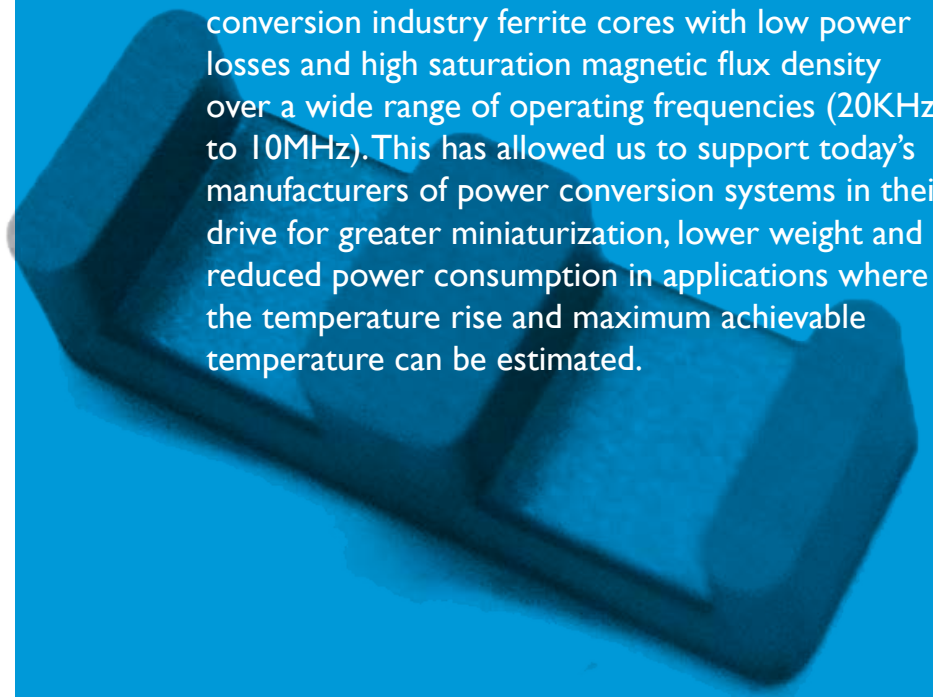 conversion industry ferrite cores with low power
losses and high saturation magnetic flux density
over a wide range of operating frequencies (20KHz
to 10MHz). This has allowed us to support today’s
manufacturers of power conversion systems in thei
drive for greater miniaturization, lower weight and
reduced power consumption in applications where
the temperature rise and maximum achievable
temperature can be estimated.